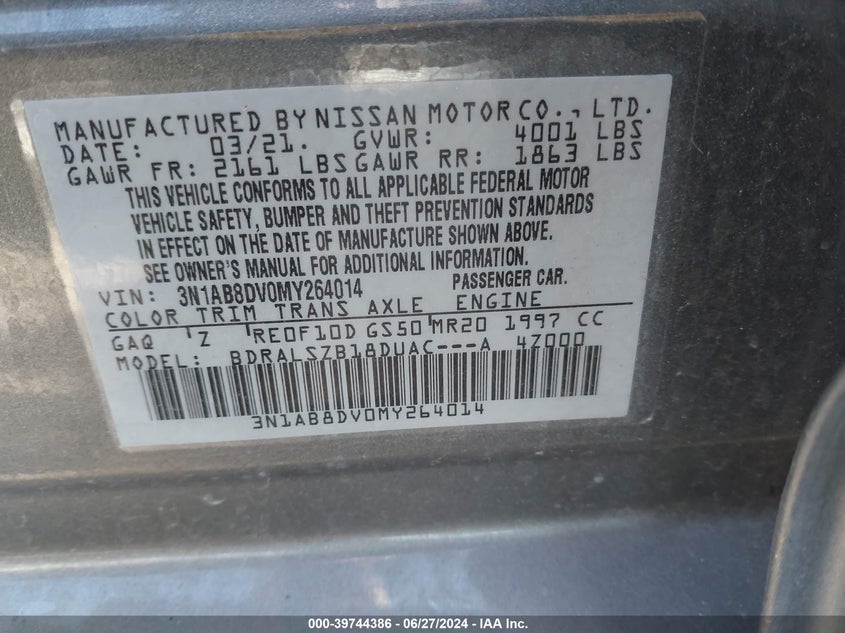 MANUFACTURED BY NISSAN MOTOR CO., LTD.
DATE: 03/21. GVWR: 4001 LBS
GAWR FR: 2161 LBS GAWR RR: 1863 LBS
THIS VEHICLE CONFORMS TO ALL APPLICABLE FEDERAL MOTOR
VEHICLE SAFETY, BUMPER AND THEFT PREVENTION STANDARDS
IN EFFECT ON THE DATE OF MANUFACTURE SHOWN ABOVE.
SEE OWNER'S MANUAL FOR ADDITIONAL INFORMATION.
VIN: 3N1AB8DV0MY264014 PASSENGER CAR.
COLOR TRIM TRANS AXLE ENGINE
GAQ Z RE0F10D GS50 MR20 1997 CC
MODEL: BDRALSZB18DUAC---A 4Z000
3N1AB8DV0MY264014
000-39744386 - 06/27/2024 - IAA Inc.